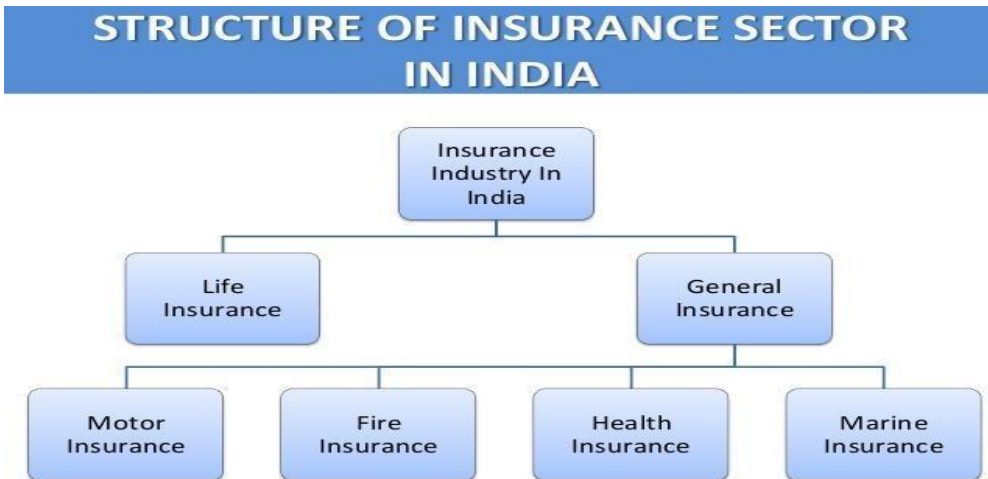 STRUCTURE OF INSURANCE SECTOR
IN INDIA
Insurance
Industry In
India
Life
Insurance
General
Insurance
Motor
Insurance
Fire
Insurance
Health
Insurance
Marine
Insurance